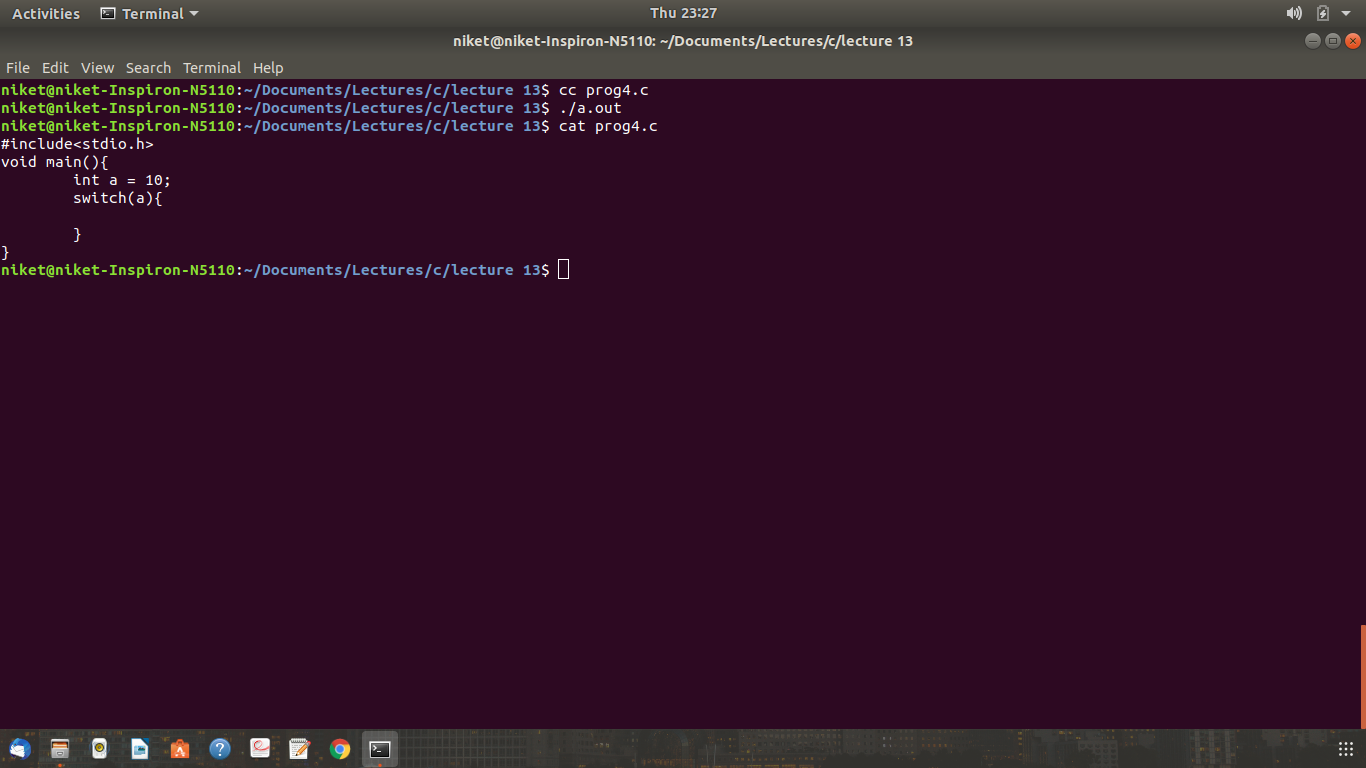 Activities Terminal Thu 23:27
niket@niket-Inspiron-N5110: ~/Documents/Lectures/c/lecture 13
File Edit View Search Terminal Help
niket@niket-Inspiron-N5110:~/Documents/Lectures/c/lecture 13$ cc prog4.c
niket@niket-Inspiron-N5110:~/Documents/Lectures/c/lecture 13$ ./a.out
niket@niket-Inspiron-N5110:~/Documents/Lectures/c/lecture 13$ cat prog4.c
#include<stdio.h>
void main(){
        int a = 10;
        switch(a){

        }
}
niket@niket-Inspiron-N5110:~/Documents/Lectures/c/lecture 13$